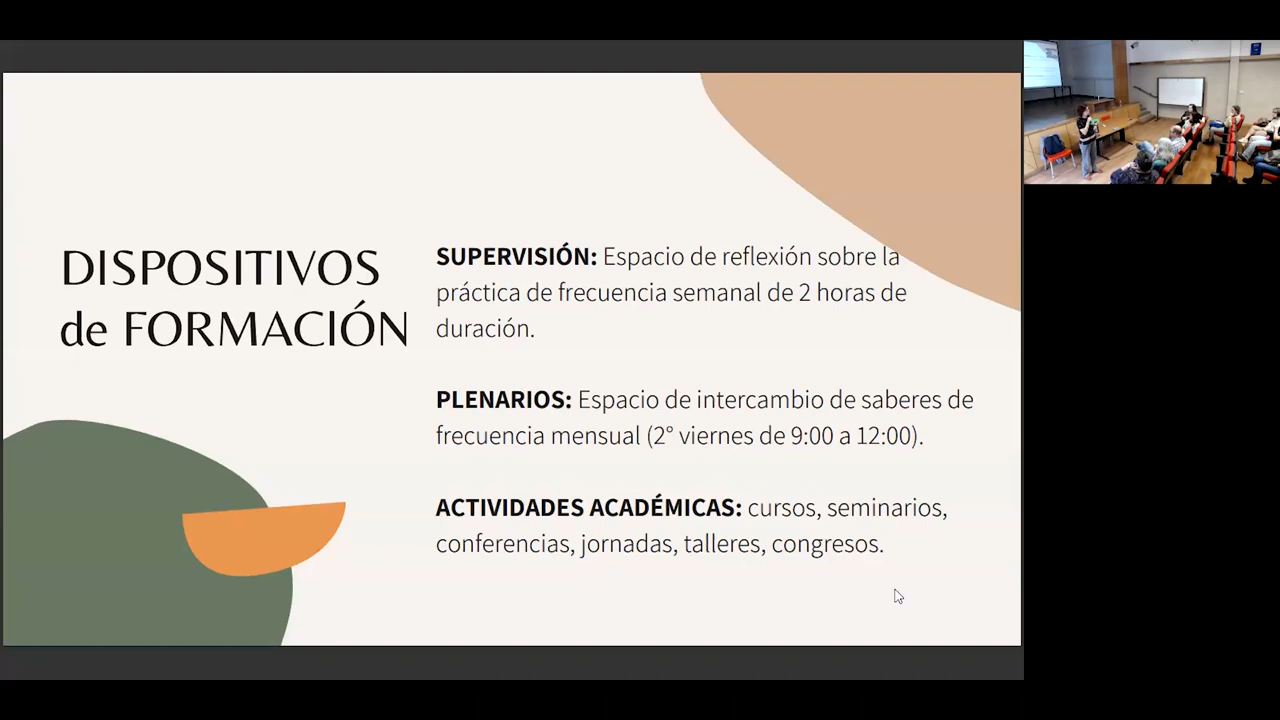 DISPOSITIVOS
de FORMACIÓN
SUPERVISIÓN: Espacio de reflexión sobre la
práctica de frecuencia semanal de 2 horas de
duración.
PLENARIOS: Espacio de intercambio de saberes de
frecuencia mensual (2° viernes de 9:00 a 12:00).
ACTIVIDADES ACADÉMICAS: cursos, seminarios,
conferencias, jornadas, talleres, congresos.